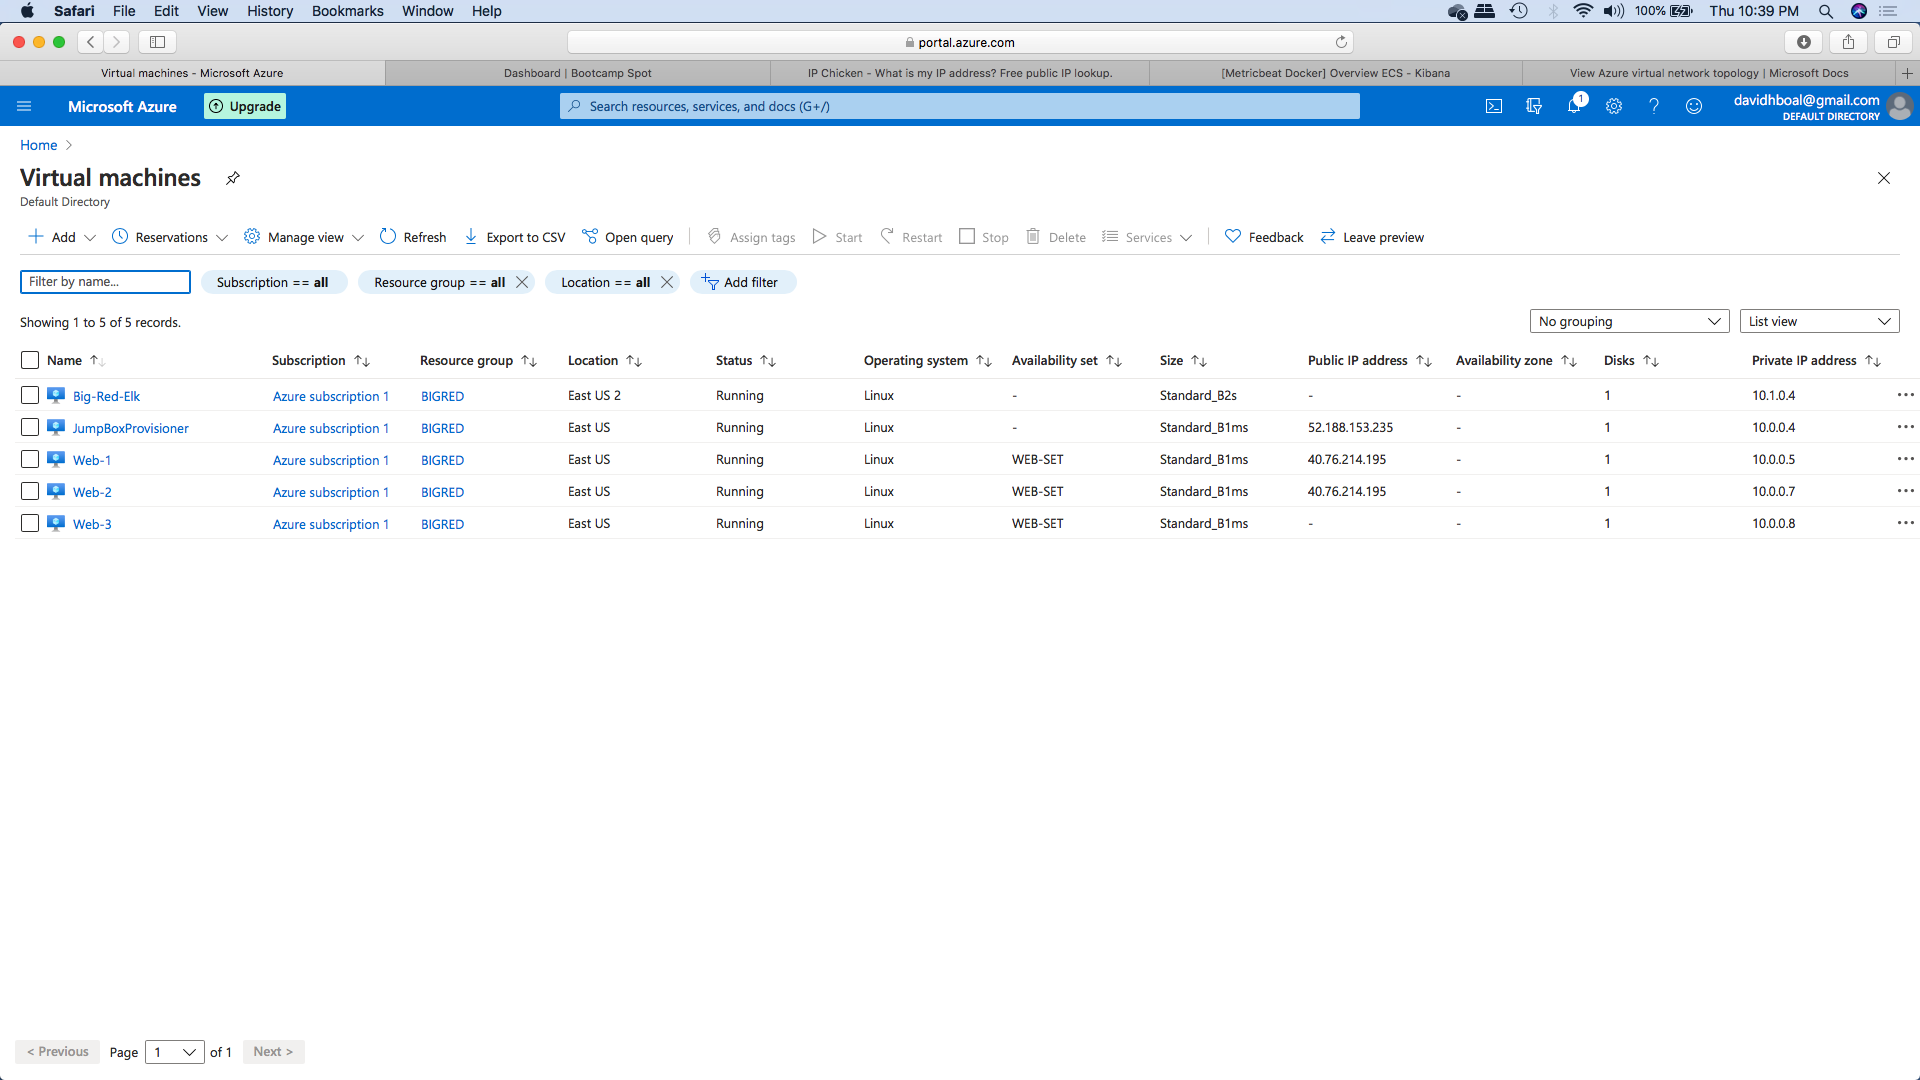 Safari File Edit View History Bookmarks Window Help 100% Thu 10:39 PM
portal.azure.com
Virtual machines - Microsoft Azure Dashboard | Bootcamp Spot IP Chicken - What is my IP address? Free public IP lookup. [Metricbeat Docker] Overview ECS - Kibana View Azure virtual network topology | Microsoft Docs
Microsoft Azure Upgrade Search resources, services, and docs (G+/) 1 davidhboal@gmail.com
DEFAULT DIRECTORY
Home >
Virtual machines
Default Directory
Add Reservations Manage view Refresh Export to CSV Open query Assign tags Start Restart Stop Delete Services Feedback Leave preview
Filter by name... Subscription == all Resource group == all Location == all Add filter
Showing 1 to 5 of 5 records. No grouping List view
Name Subscription Resource group Location Status Operating system Availability set Size Public IP address Availability zone Disks Private IP address
Big-Red-Elk Azure subscription 1 BIGRED East US 2 Running Linux - Standard_B2s - - 1 10.1.0.4
JumpBoxProvisioner Azure subscription 1 BIGRED East US Running Linux - Standard_B1ms 52.188.153.235 - 1 10.0.0.4
Web-1 Azure subscription 1 BIGRED East US Running Linux WEB-SET Standard_B1ms 40.76.214.195 - 1 10.0.0.5
Web-2 Azure subscription 1 BIGRED East US Running Linux WEB-SET Standard_B1ms 40.76.214.195 - 1 10.0.0.7
Web-3 Azure subscription 1 BIGRED East US Running Linux WEB-SET Standard_B1ms - - 1 10.0.0.8
< Previous Page 1 of 1 Next >